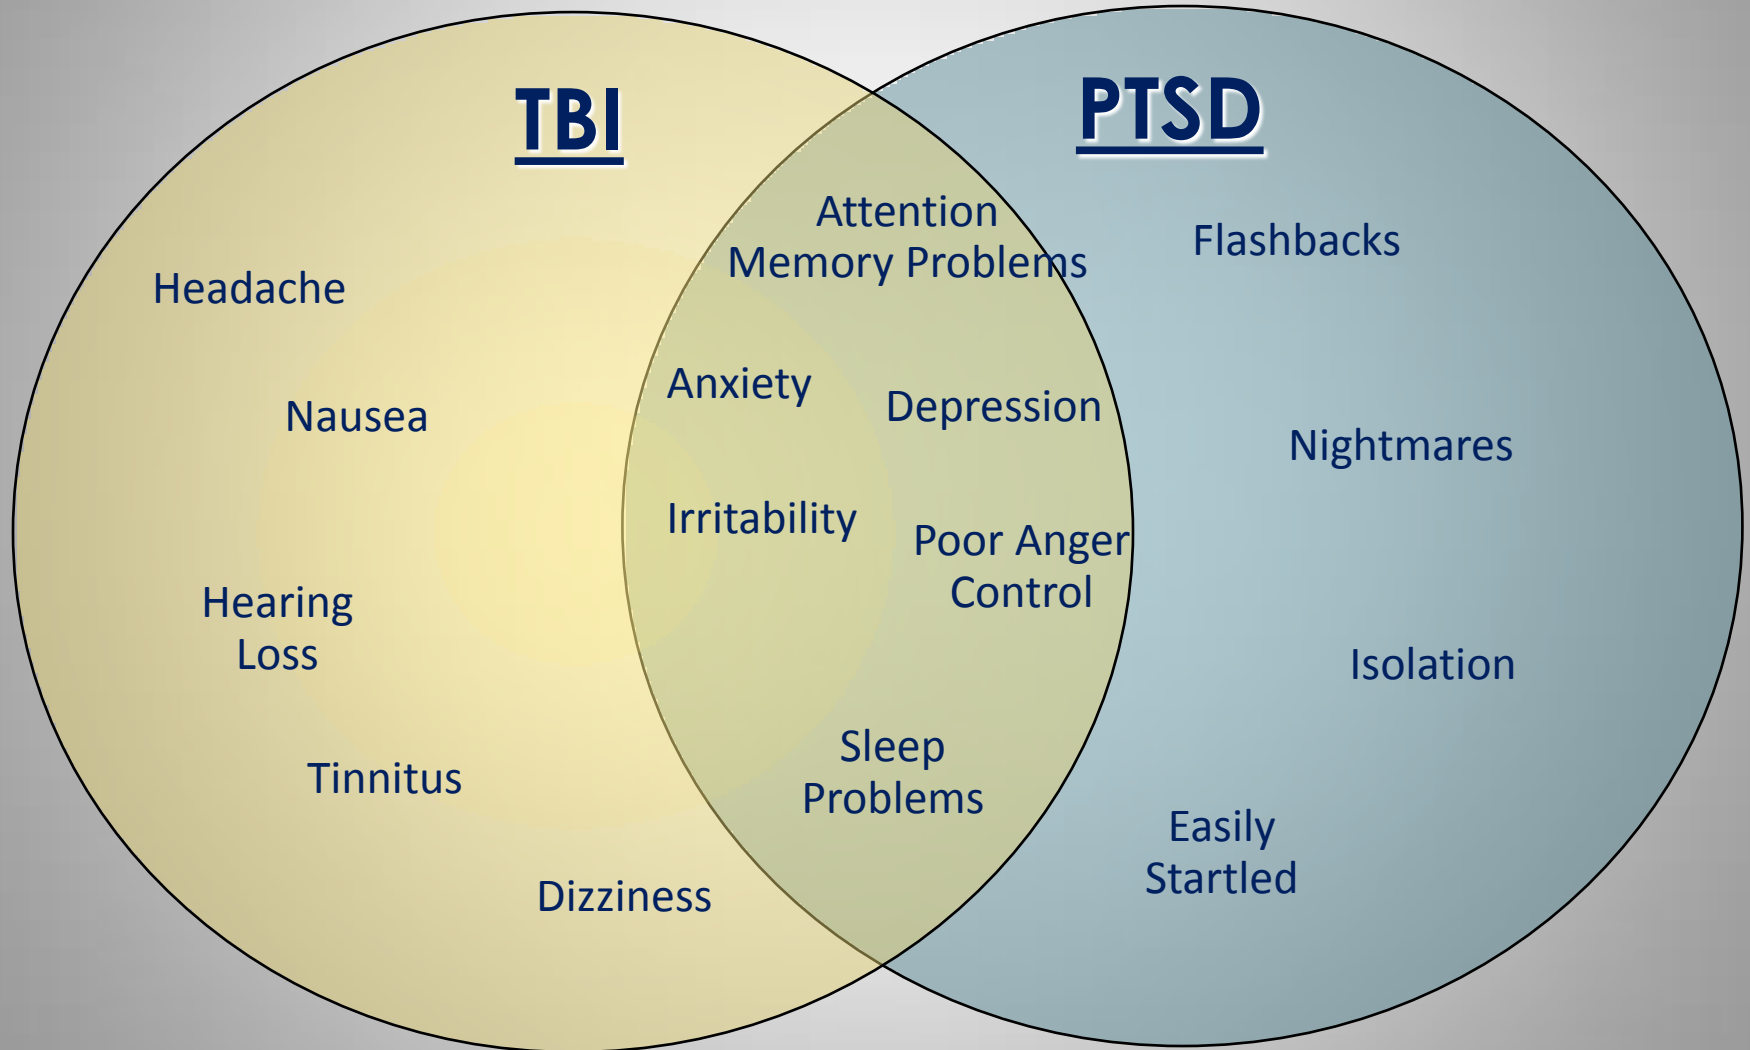 TBI
PTSD
Headache
Nausea
Hearing
Loss
Tinnitus
Dizziness
Attention
Memory Problems
Anxiety
Depression
Irritability
Poor Anger
Control
Sleep
Problems
Flashbacks
Nightmares
Isolation
Easily
Startled